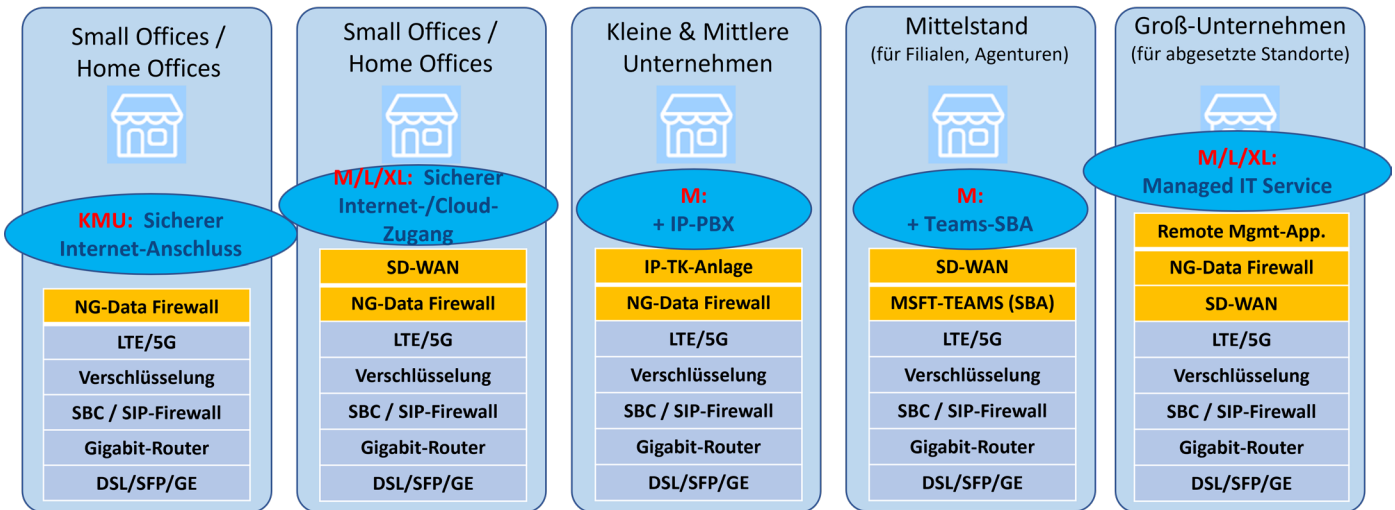 Small Offices /
Home Offices
KMU: Sicherer
Internet-Anschluss
NG-Data Firewall
LTE/5G
Verschlüsselung
SBC / SIP-Firewall
Gigabit-Router
DSL/SFP/GE
Small Offices /
Home Offices
M/L/XL: Sicherer
Internet-/Cloud-
Zugang
SD-WAN
NG-Data Firewall
LTE/5G
Verschlüsselung
SBC / SIP-Firewall
Gigabit-Router
DSL/SFP/GE
Kleine & Mittlere
Unternehmen
M:
+ IP-PBX
IP-TK-Anlage
NG-Data Firewall
LTE/5G
Verschlüsselung
SBC / SIP-Firewall
Gigabit-Router
DSL/SFP/GE
Mittelstand
(für Filialen, Agenturen)
M:
+ Teams-SBA
SD-WAN
MSFT-TEAMS (SBA)
LTE/5G
Verschlüsselung
SBC / SIP-Firewall
Gigabit-Router
DSL/SFP/GE
Groß-Unternehmen
(für abgesetzte Standorte)
M/L/XL:
Managed IT Service
Remote Mgmt-App.
NG-Data Firewall
SD-WAN
LTE/5G
Verschlüsselung
SBC / SIP-Firewall
Gigabit-Router
DSL/SFP/GE